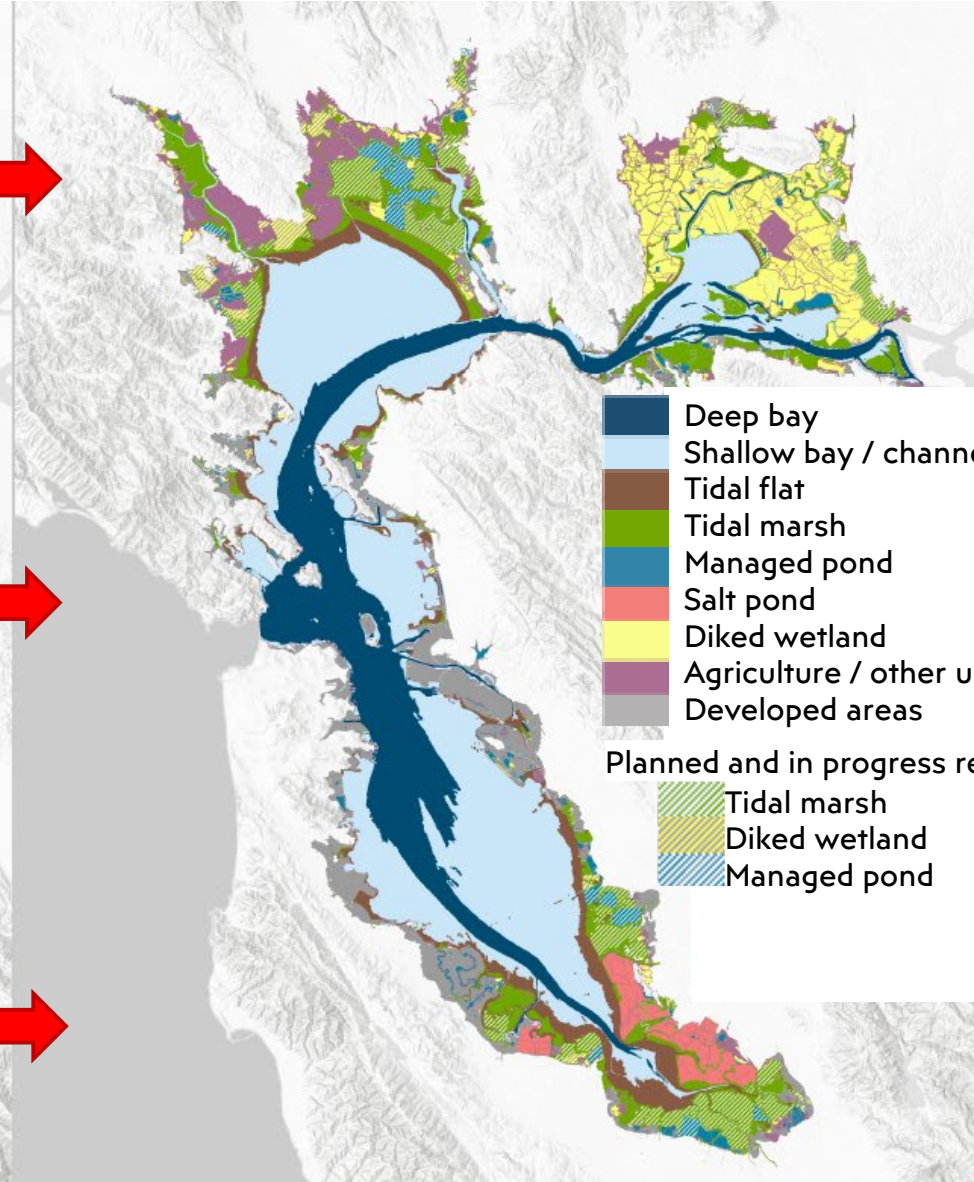 Deep bay
Shallow bay / channe
Tidal flat
Tidal marsh
Managed pond
Salt pond
Diked wetland
Agriculture / other u
Developed areas
Planned and in progress re
Tidal marsh
Diked wetland
Managed pond